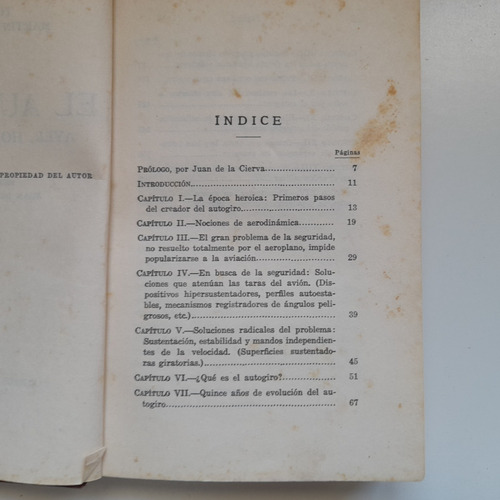 PROPIEDAD DEL AUTOR
ÍNDICE
Páginas
PRÓLOGO, por Juan de la Cierva 7
INTRODUCCIÓN 11
CAPÍTULO I.—La época heroica: Primeros pasos
del creador del autogiro 13
CAPÍTULO II.—Nociones de aerodinámica 19
CAPÍTULO III.—El gran problema de la seguridad,
no resuelto totalmente por el aeroplano, impide
popularizarse a la aviación 29
CAPÍTULO IV.—En busca de la seguridad: Solu-
ciones que atenúan las taras del avión. (Dis-
positivos hipersustentadores, perfiles autoesta-
bles, mecanismos registradores de ángulos peli-
grosos, etc.) 39
CAPÍTULO V.—Soluciones radicales del problema:
Sustentación, estabilidad y mandos independien-
tes de la velocidad. (Superficies sustentado-
ras giratorias.) 45
CAPÍTULO VI.—¿Qué es el autogiro? 51
CAPÍTULO VII.—Quince años de evolución del au-
togiro 67